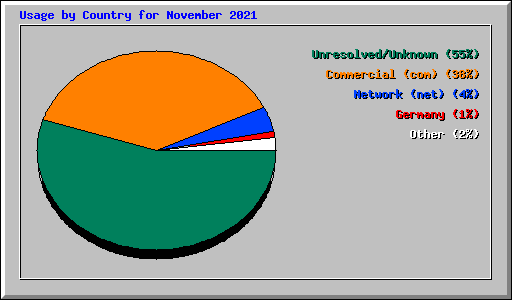 Usage by Country for November 2021
Unresolved/Unknown (55%)
Commercial (com) (38%)
Network (net) (4%)
Germany (1%)
Other (2%)